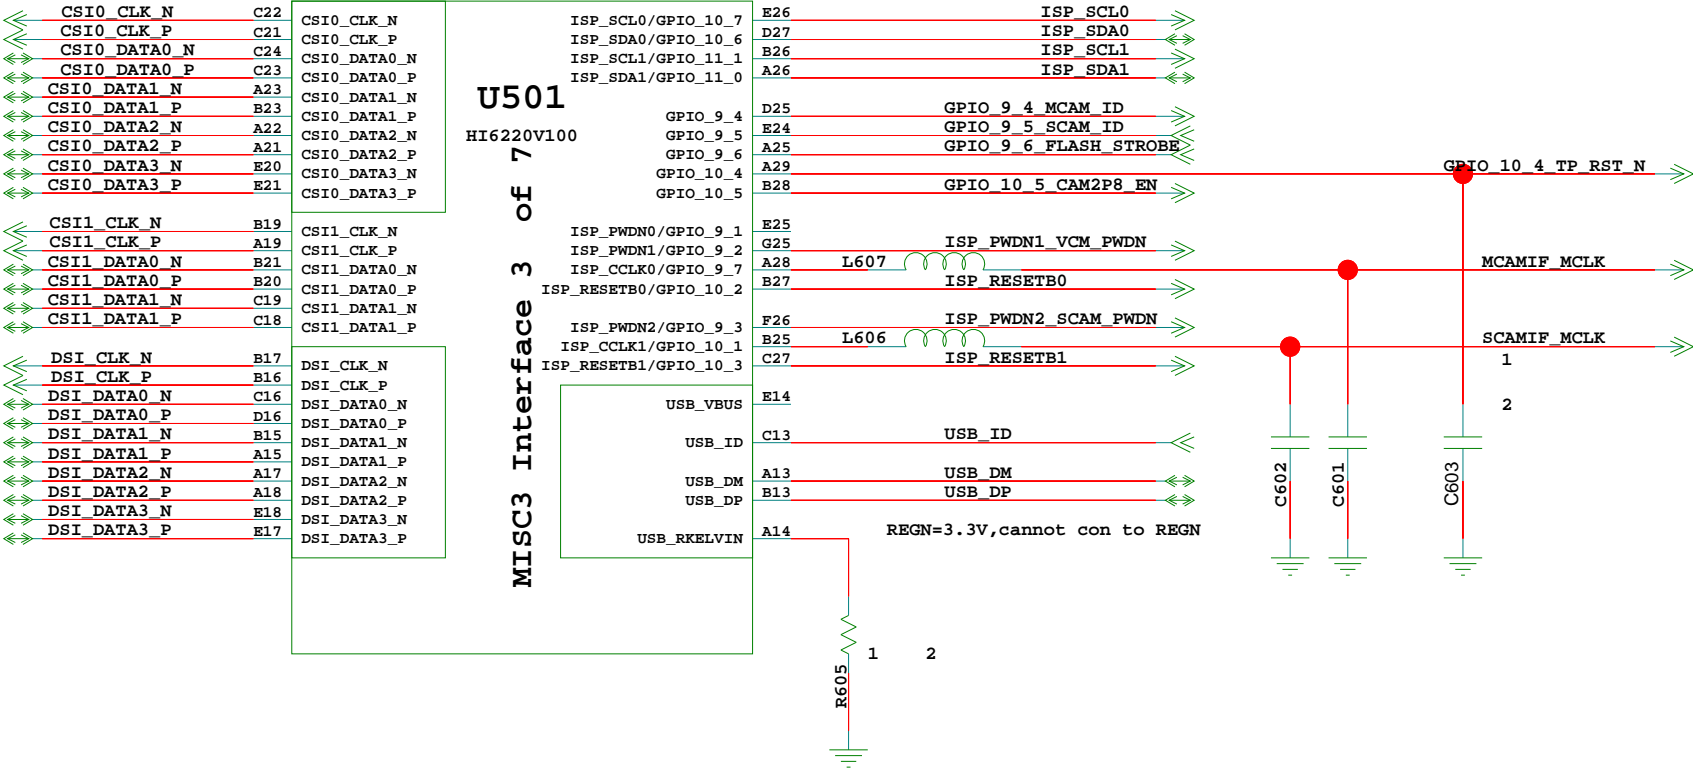 CSI0_CLK_N C22 CSI0_CLK_N ISP_SCL0/GPIO_10_7 E26 ISP_SCL0
CSI0_CLK_P C21 CSI0_CLK_P ISP_SDA0/GPIO_10_6 D27 ISP_SDA0
CSI0_DATA0_N C24 CSI0_DATA0_N ISP_SCL1/GPIO_11_1 B26 ISP_SCL1
CSI0_DATA0_P C23 CSI0_DATA0_P ISP_SDA1/GPIO_11_0 A26 ISP_SDA1
CSI0_DATA1_N A23 CSI0_DATA1_N
U501
CSI0_DATA1_P B23 CSI0_DATA1_P GPIO_9_4 D25 GPIO_9_4_MCAM_ID
CSI0_DATA2_N A22 CSI0_DATA2_N HI6220V100 GPIO_9_5 E24 GPIO_9_5_SCAM_ID
CSI0_DATA2_P A21 CSI0_DATA2_P GPIO_9_6 A25 GPIO_9_6_FLASH_STROBE
CSI0_DATA3_N E20 CSI0_DATA3_N GPIO_10_4 A29 GPIO_10_4_TP_RST_N
CSI0_DATA3_P E21 CSI0_DATA3_P GPIO_10_5 B28 GPIO_10_5_CAM2P8_EN
MISC3 Interface 3 of 7
CSI1_CLK_N B19 CSI1_CLK_N ISP_PWDN0/GPIO_9_1 E25
CSI1_CLK_P A19 CSI1_CLK_P ISP_PWDN1/GPIO_9_2 G25 ISP_PWDN1_VCM_PWDN
CSI1_DATA0_N B21 CSI1_DATA0_N ISP_CCLK0/GPIO_9_7 A28 L607 MCAMIF_MCLK
CSI1_DATA0_P B20 CSI1_DATA0_P ISP_RESETB0/GPIO_10_2 B27 ISP_RESETB0
CSI1_DATA1_N C19 CSI1_DATA1_N
CSI1_DATA1_P C18 CSI1_DATA1_P ISP_PWDN2/GPIO_9_3 F26 ISP_PWDN2_SCAM_PWDN
ISP_CCLK1/GPIO_10_1 B25 L606 SCAMIF_MCLK
DSI_CLK_N B17 DSI_CLK_N ISP_RESETB1/GPIO_10_3 C27 ISP_RESETB1 1
DSI_CLK_P B16 DSI_CLK_P
DSI_DATA0_N C16 DSI_DATA0_N USB_VBUS E14 2
DSI_DATA0_P D16 DSI_DATA0_P
DSI_DATA1_N B15 DSI_DATA1_N USB_ID C13 USB_ID
DSI_DATA1_P A15 DSI_DATA1_P
DSI_DATA2_N A17 DSI_DATA2_N USB_DM A13 USB_DM
DSI_DATA2_P A18 DSI_DATA2_P USB_DP B13 USB_DP
C602 C601 C603
DSI_DATA3_N E18 DSI_DATA3_N
DSI_DATA3_P E17 DSI_DATA3_P USB_RKELVIN A14 REGN=3.3V,cannot con to REGN
R605 1 2